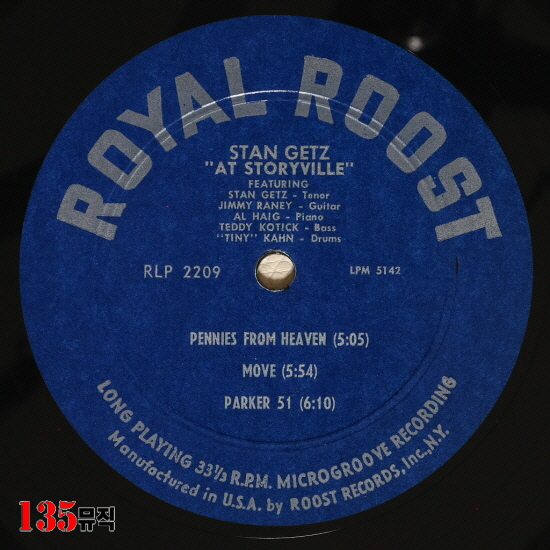 ROYAL ROOST
STAN GETZ
"AT STORYVILLE"
FEATURING
STAN GETZ - Tenor
JIMMY RANEY - Guitar
AL HAIG - Piano
TEDDY KOTICK - Bass
"TINY" KAHN - Drums
RLP 2209
LPM 5142
PENNIES FROM HEAVEN (5:05)
MOVE (5:54)
PARKER 51 (6:10)
LONG PLAYING 33⅓ R.P.M. MICROGROOVE RECORDING
Manufactured in U.S.A. by ROOST RECORDS, Inc., N.Y.
135뮤직